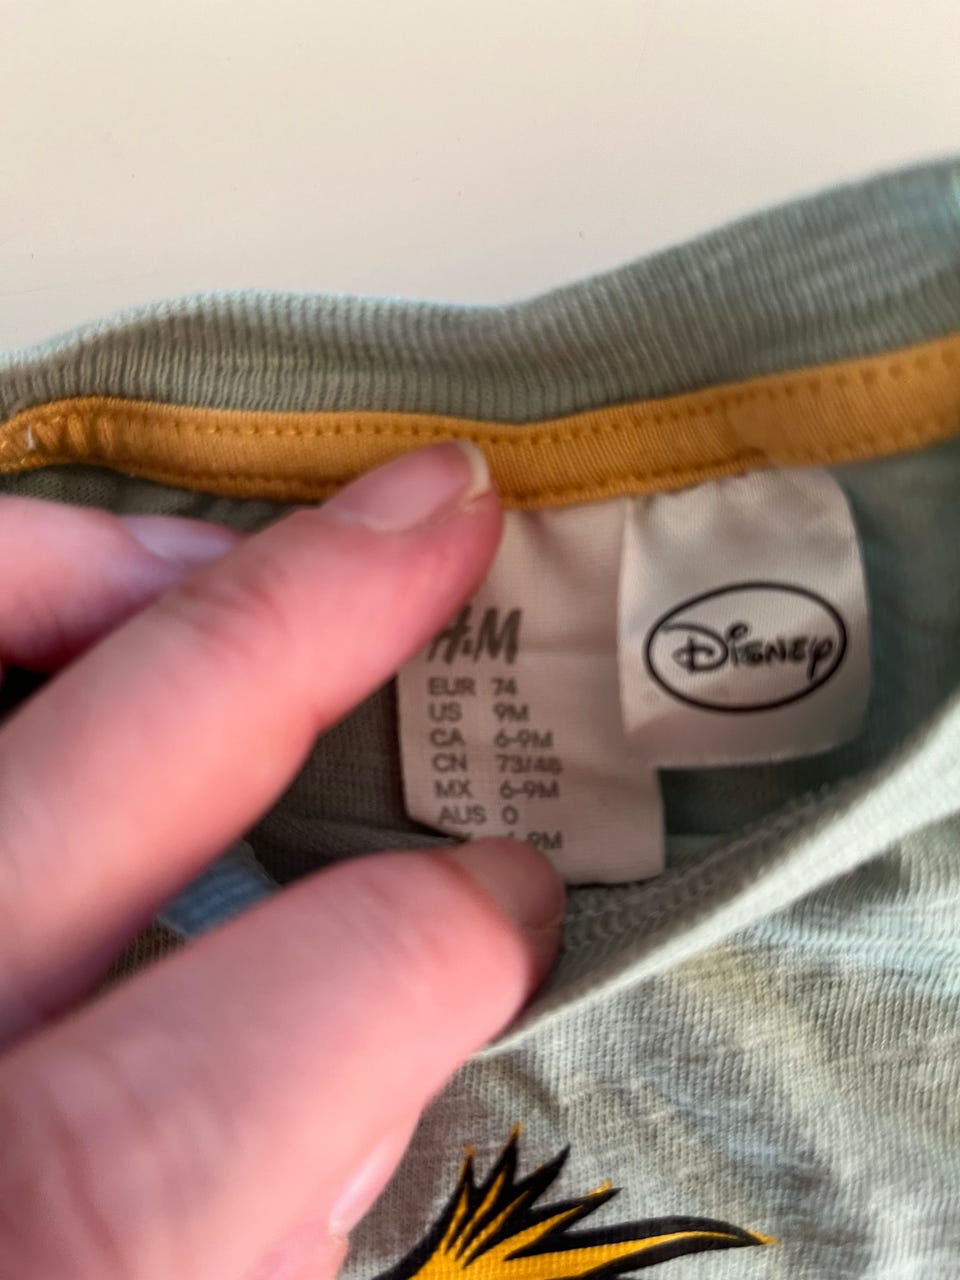 H&M
EUR 74
US 9M
CA 6-9M
CN 73/48
MX 6-9M
AUS 0
Disney